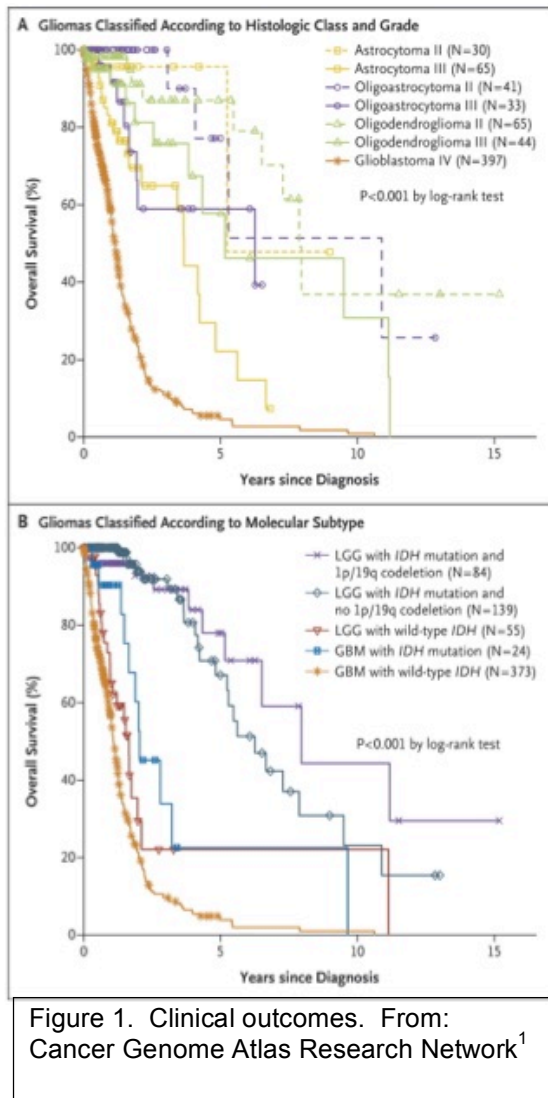 A Gliomas Classified According to Histologic Class and Grade
100
80
60
40
20
0
Overall Survival (%)
0
5
10
15
Years since Diagnosis
Astrocytoma II (N=30)
Astrocytoma III (N=65)
Oligoastrocytoma II (N=41)
Oligoastrocytoma III (N=33)
Oligodendroglioma II (N=65)
Oligodendroglioma III (N=44)
Glioblastoma IV (N=397)
P<0.001 by log-rank test
B Gliomas Classified According to Molecular Subtype
100
80
60
40
20
0
Overall Survival (%)
0
5
10
15
Years since Diagnosis
LGG with IDH mutation and
1p/19q codeletion (N=84)
LGG with IDH mutation and
no 1p/19q codeletion (N=139)
LGG with wild-type IDH (N=55)
GBM with IDH mutation (N=24)
GBM with wild-type IDH (N=373)
P<0.001 by log-rank test
Figure 1. Clinical outcomes. From:
Cancer Genome Atlas Research Network1